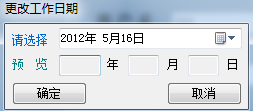 更改工作日期
请选择 2012年 5月16日
预 览 年 月 日
确定 取消